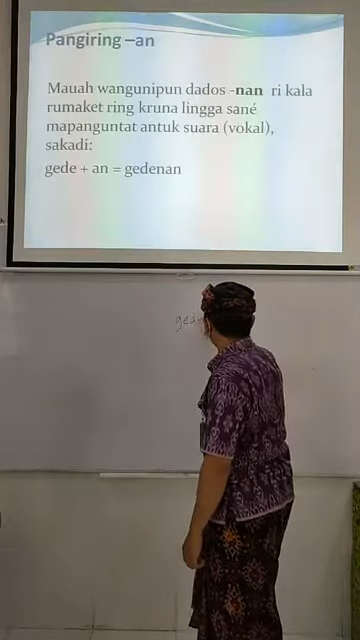 Pangiring –an
Mauah wangunipun dados -nan ri kala
rumaket ring kruna lingga sané
mapanguntat antuk suara (vokal),
sakadi:
gede + an = gedenan